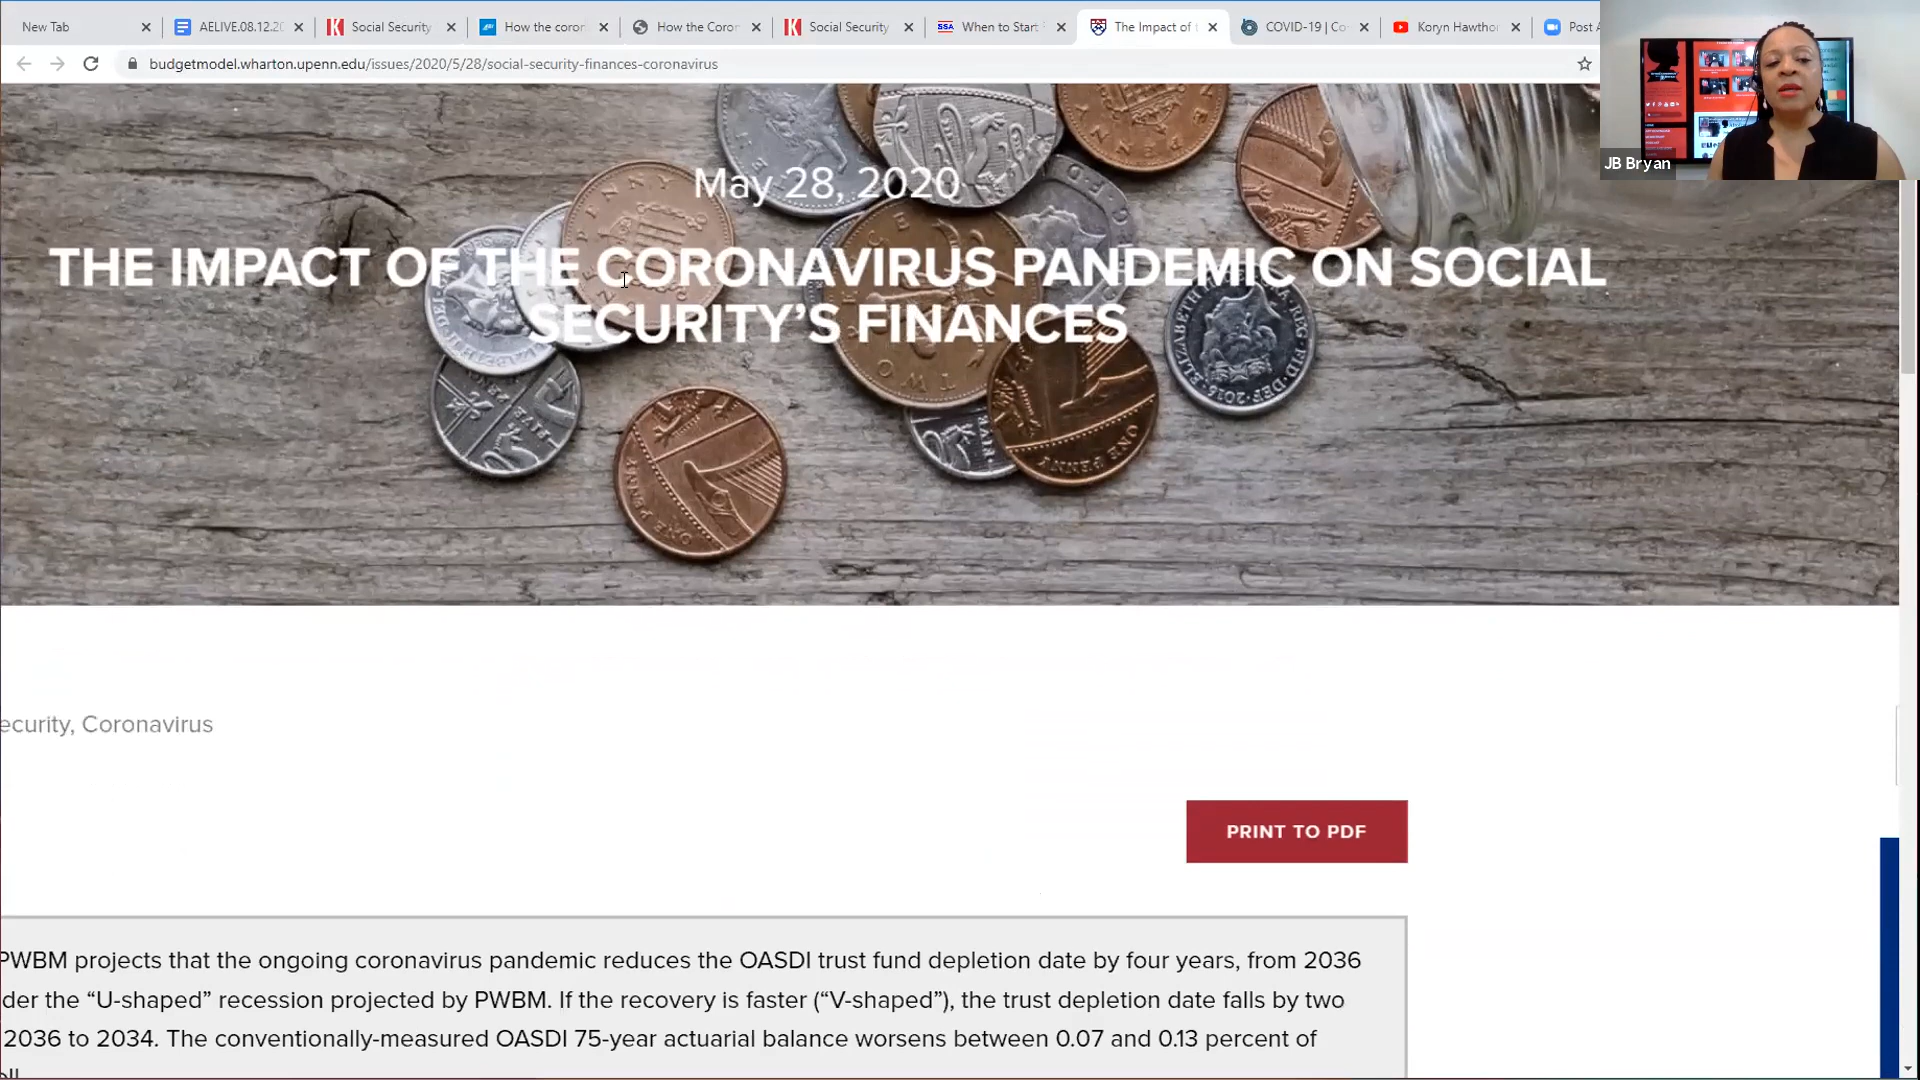 New Tab
AELIVE.08.12.20
Social Security
How the coron
How the Coron
Social Security
When to Start
The Impact of
COVID-19 | Co
Koryn Hawtho
Post A
budgetmodel.wharton.upenn.edu/issues/2020/5/28/social-security-finances-coronavirus
JB Bryan
May 28, 2020
THE IMPACT OF THE CORONAVIRUS PANDEMIC ON SOCIAL
SECURITY'S FINANCES
ecurity, Coronavirus
PRINT TO PDF
PWBM projects that the ongoing coronavirus pandemic reduces the OASDI trust fund depletion date by four years, from 2036
der the “U-shaped” recession projected by PWBM. If the recovery is faster (“V-shaped”), the trust depletion date falls by two
2036 to 2034. The conventionally-measured OASDI 75-year actuarial balance worsens between 0.07 and 0.13 percent of